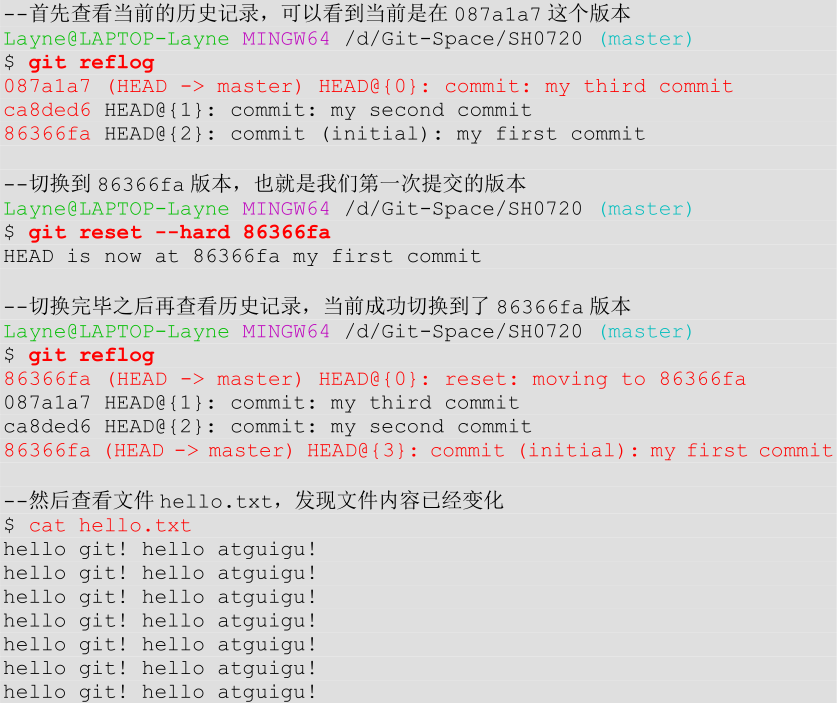 --首先查看当前的历史记录，可以看到当前是在 087a1a7 这个版本
Layne@LAPTOP-Layne MINGW64 /d/Git-Space/SH0720 (master)
$ git reflog
087a1a7 (HEAD -> master) HEAD@{0}: commit: my third commit
ca8ded6 HEAD@{1}: commit: my second commit
86366fa HEAD@{2}: commit (initial): my first commit
--切换到 86366fa 版本，也就是我们第一次提交的版本
Layne@LAPTOP-Layne MINGW64 /d/Git-Space/SH0720 (master)
$ git reset --hard 86366fa
HEAD is now at 86366fa my first commit
--切换完毕之后再查看历史记录，当前成功切换到了 86366fa 版本
Layne@LAPTOP-Layne MINGW64 /d/Git-Space/SH0720 (master)
$ git reflog
86366fa (HEAD -> master) HEAD@{0}: reset: moving to 86366fa
087a1a7 HEAD@{1}: commit: my third commit
ca8ded6 HEAD@{2}: commit: my second commit
86366fa (HEAD -> master) HEAD@{3}: commit (initial): my first commit
--然后查看文件 hello.txt，发现文件内容已经变化
$ cat hello.txt
hello git! hello atguigu!
hello git! hello atguigu!
hello git! hello atguigu!
hello git! hello atguigu!
hello git! hello atguigu!
hello git! hello atguigu!
hello git! hello atguigu!